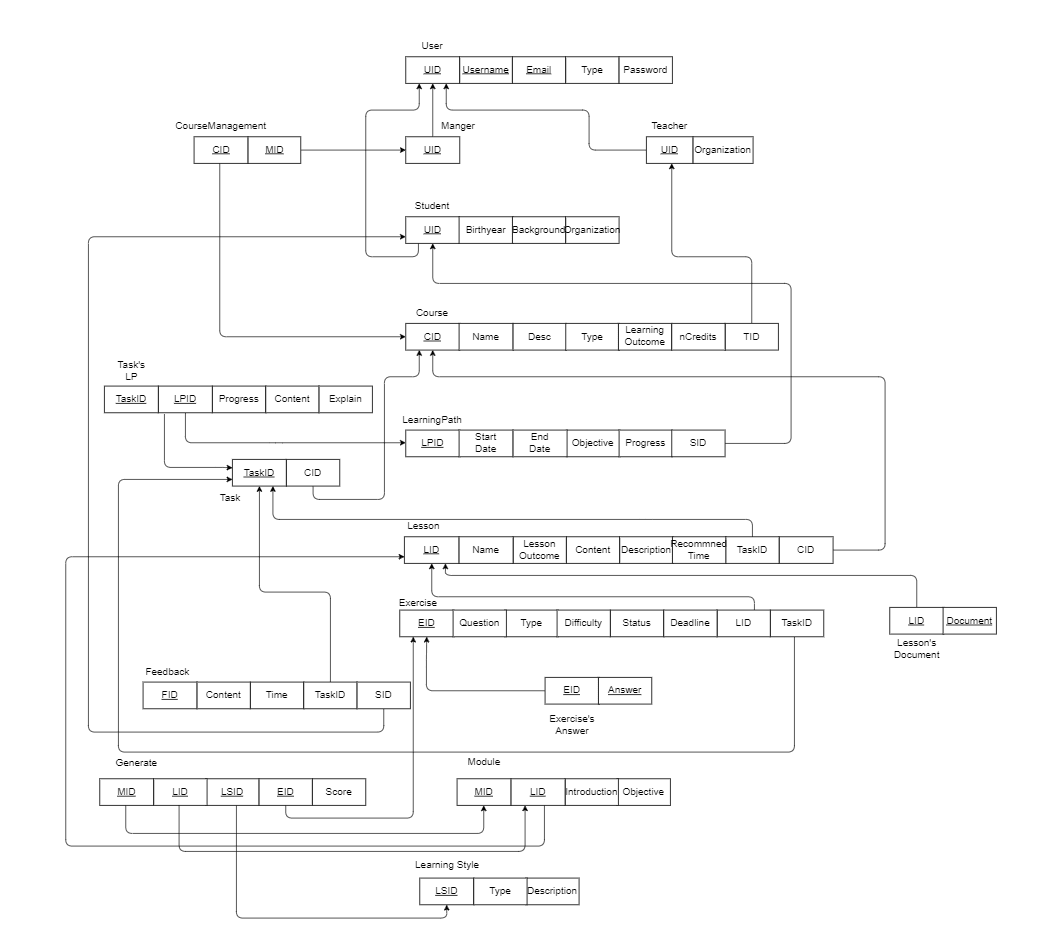 User
UID Username Email Type Password
CourseManagement
CID MID
Manger
UID
Teacher
UID Organization
Student
UID Birthyear Background Organization
Course
CID Name Desc Type Learning Outcome nCredits TID
Task's
LP
TaskID LPID Progress Content Explain
LearningPath
LPID Start Date End Date Objective Progress SID
TaskID CID
Task
Lesson
LID Name Lesson Outcome Content Description Recommned Time TaskID CID
Exercise
EID Question Type Difficulty Status Deadline LID TaskID
LID Document
Lesson's
Document
Feedback
FID Content Time TaskID SID
EID Answer
Exercise's
Answer
Generate
MID LID LSID EID Score
Module
MID LID Introduction Objective
Learning Style
LSID Type Description